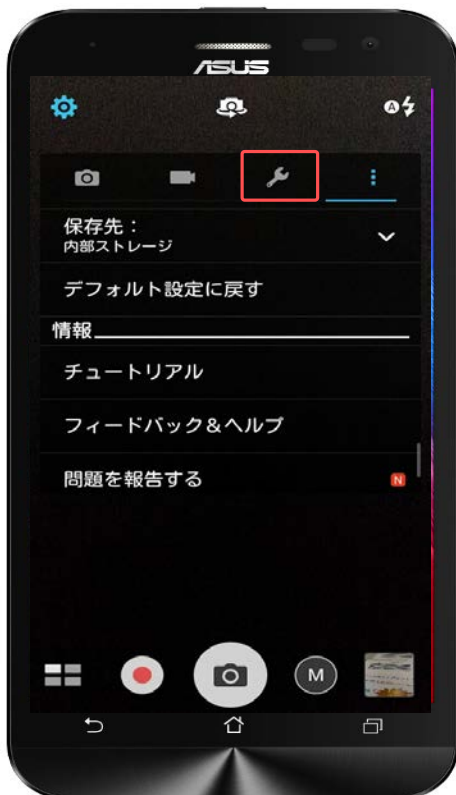 ASUS
A
保存先：
内部ストレージ
デフォルト設定に戻す
情報
チュートリアル
フィードバック＆ヘルプ
問題を報告する
N
M